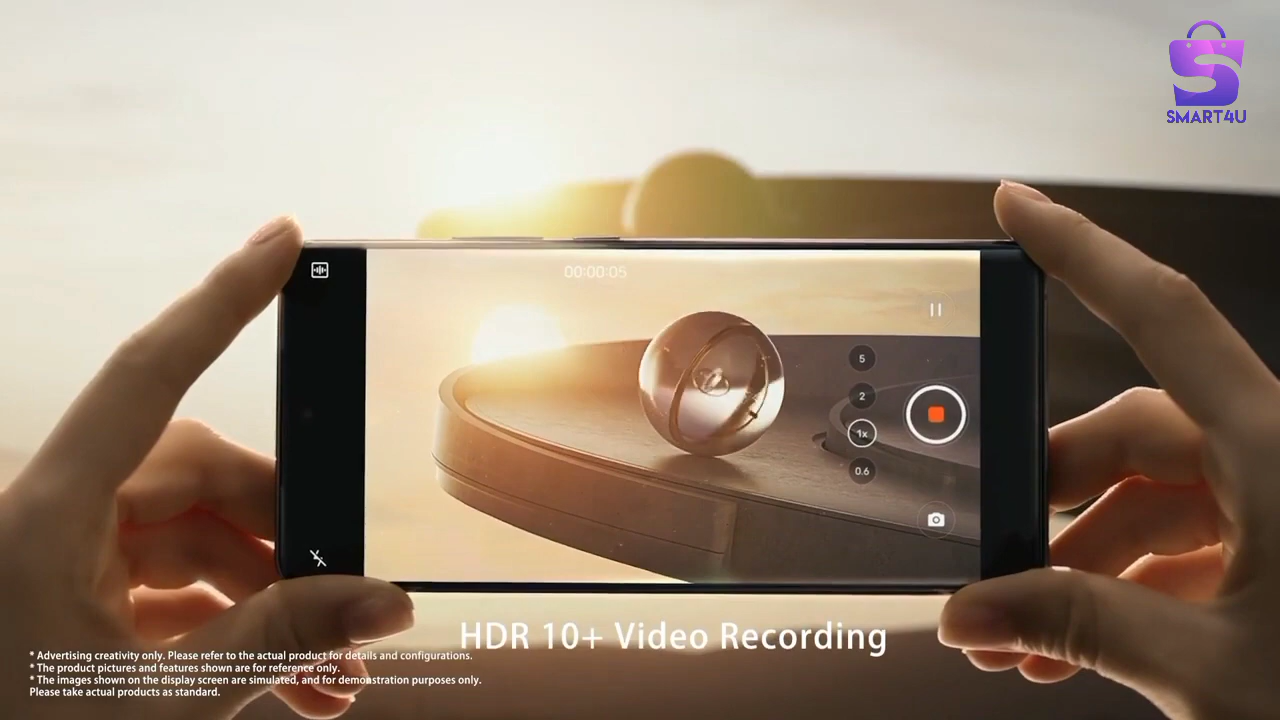 SMART4U
00:00:05
5
2
1x
0.6
HDR 10+ Video Recording
* Advertising creativity only. Please refer to the actual product for details and configurations.
* The product pictures and features shown are for reference only.
* The images shown on the display screen are simulated, and for demonstration purposes only.
Please take actual products as standard.